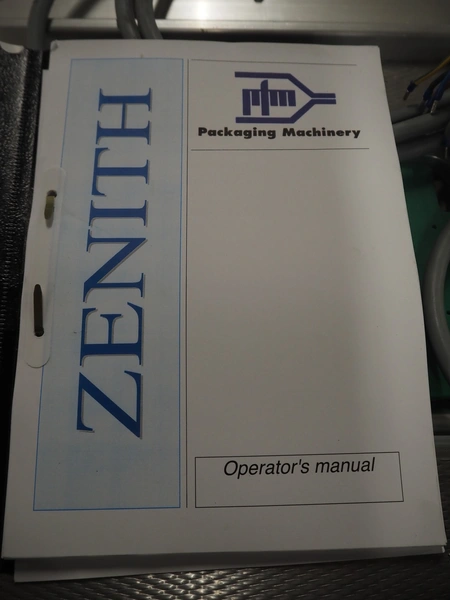 ZENITH
pfm
Packaging Machinery
Operator's manual